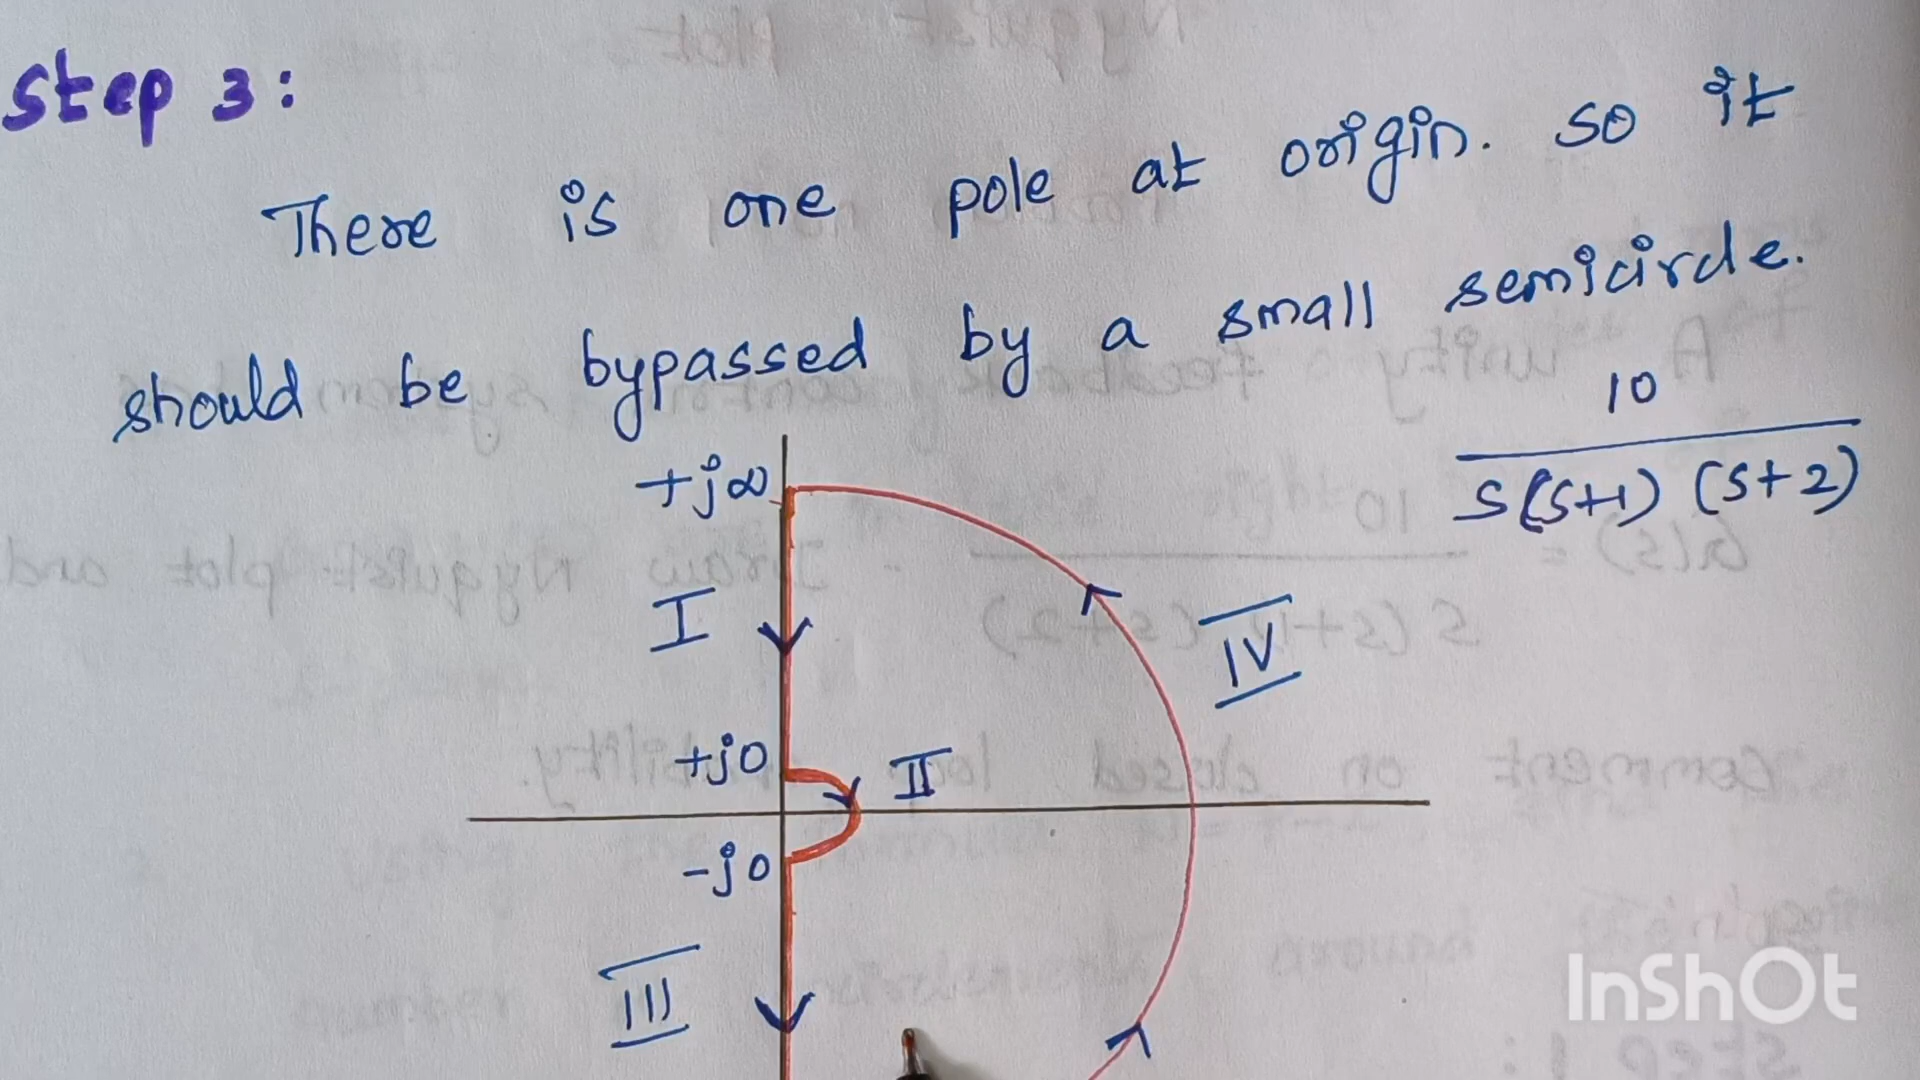 Step 3:
There is one pole at origin. So it
should be bypassed by a small semicircle.
10
S(S+1) (S+2)
+j∞
I
IV
+j0
II
-j0
III
InShOt